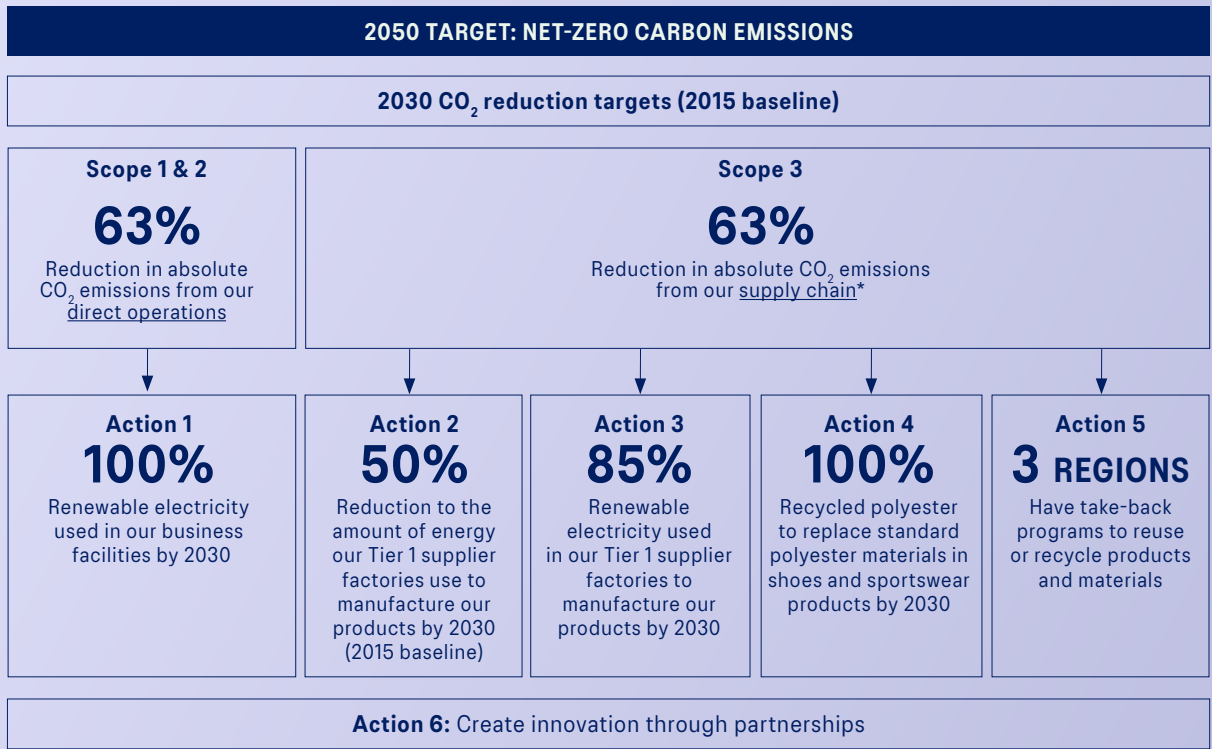 2050 TARGET: NET-ZERO CARBON EMISSIONS
2030 CO₂ reduction targets (2015 baseline)
Scope 1 & 2
63%
Reduction in absolute
CO₂ emissions from our
direct operations
Scope 3
63%
Reduction in absolute CO₂ emissions
from our supply chain*
Action 1
100%
Renewable electricity
used in our business
facilities by 2030
Action 2
50%
Reduction to the
amount of energy
our Tier 1 supplier
factories use to
manufacture our
products by 2030
(2015 baseline)
Action 3
85%
Renewable
electricity used
in our Tier 1 supplier
factories to
manufacture our
products by 2030
Action 4
100%
Recycled polyester
to replace standard
polyester materials in
shoes and sportswear
products by 2030
Action 5
3 REGIONS
Have take-back
programs to reuse
or recycle products
and materials
Action 6: Create innovation through partnerships